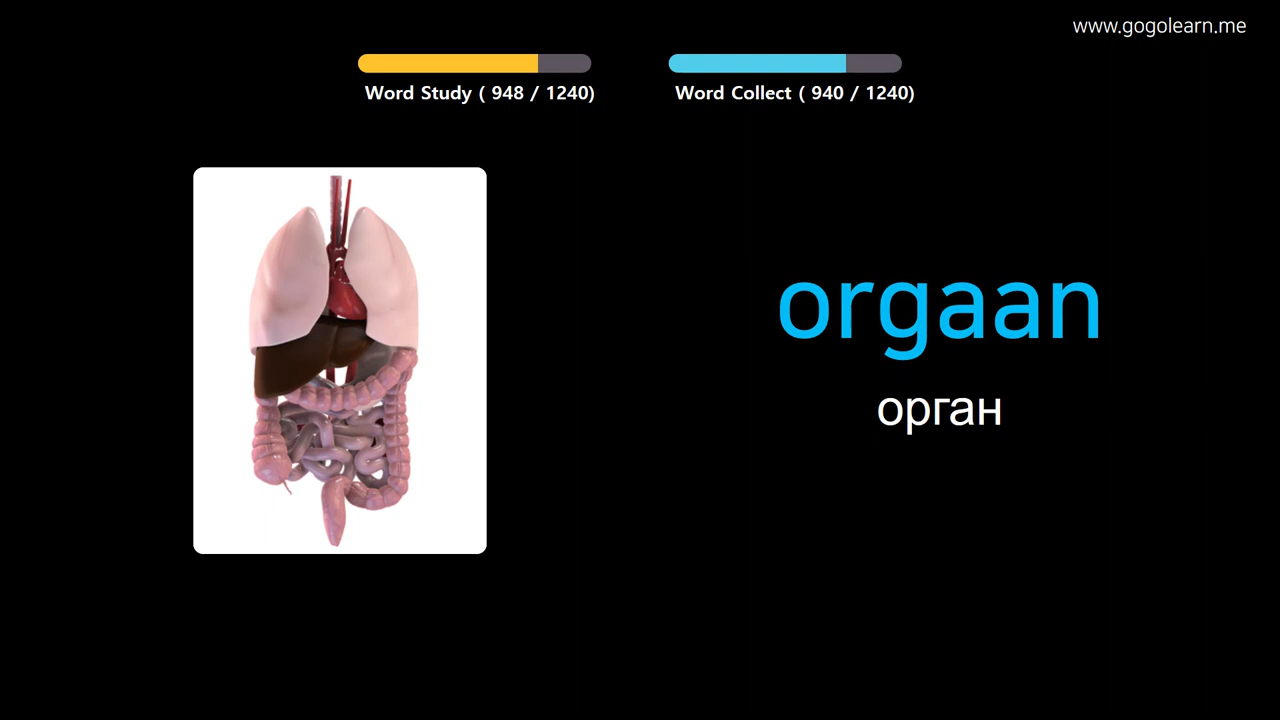 www.gogolearn.me
Word Study ( 948 / 1240)
Word Collect ( 940 / 1240)
orgaan
орган